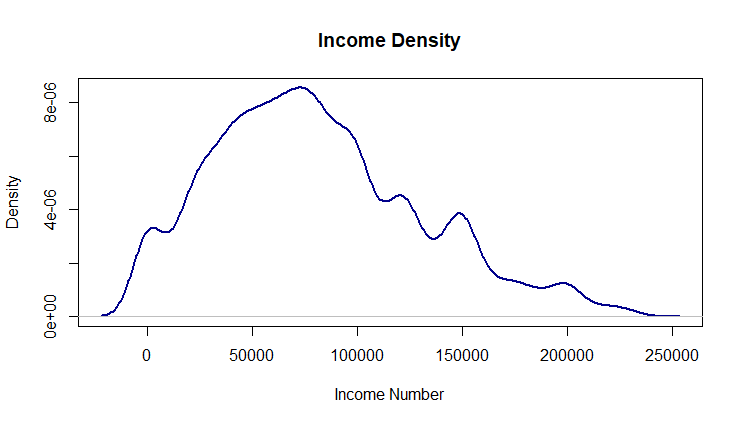 Income Density
Density
8e-06
4e-06
0e+00
0
50000
100000
150000
200000
250000
Income Number